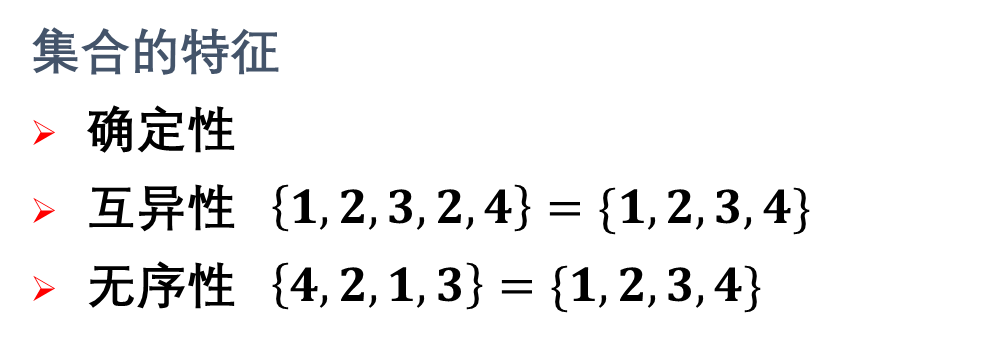 集合的特征
➢ 确定性
➢ 互异性 {1, 2, 3, 2, 4} = {1, 2, 3, 4}
➢ 无序性 {4, 2, 1, 3} = {1, 2, 3, 4}